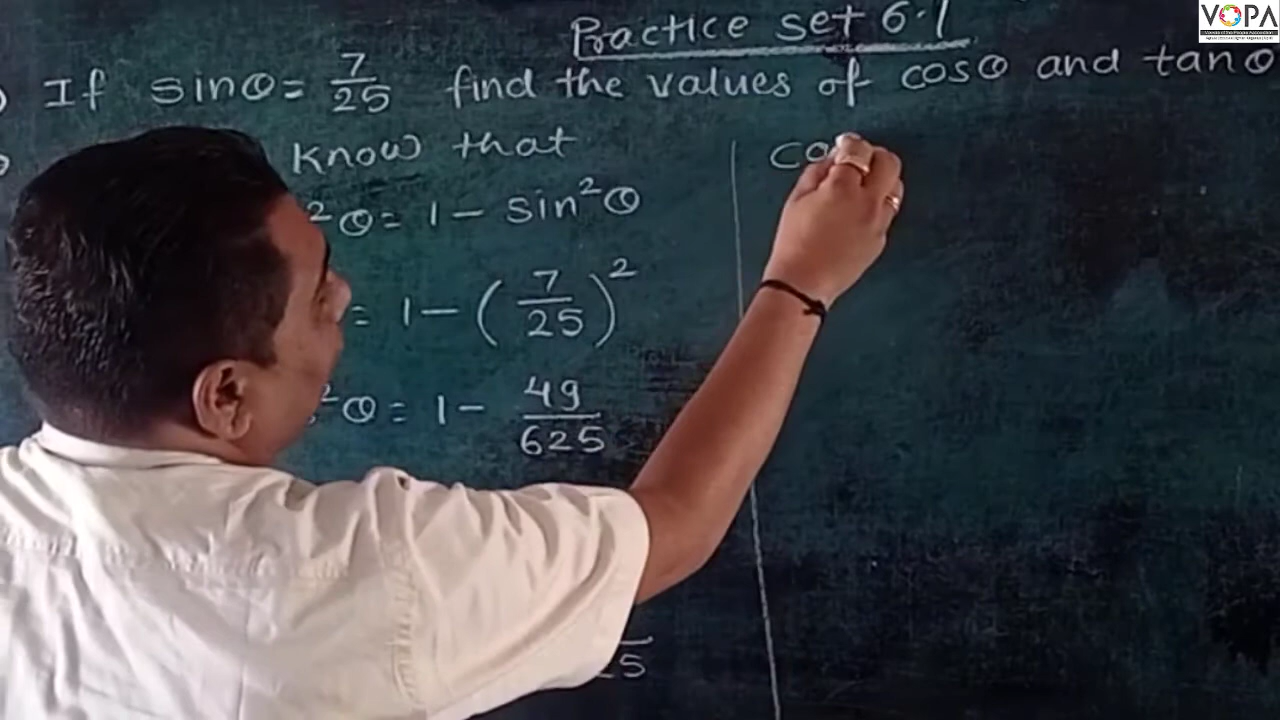 Practice set 6.1
If sinθ = 7/25 find the values of cosθ and tanθ
know that
²θ = 1 - sin²θ
= 1 - (7/25)²
²θ = 1 - 49/625
co
VOPA